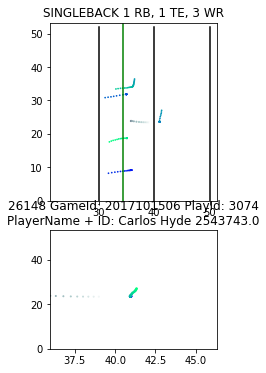 SINGLEBACK 1 RB, 1 TE, 3 WR
50
40
30
20
10
0
30 40 50
26148 GameId: 2017101506 PlayId: 3074
PlayerName + ID: Carlos Hyde 2543743.0
40
20
0
37.5 40.0 42.5 45.0